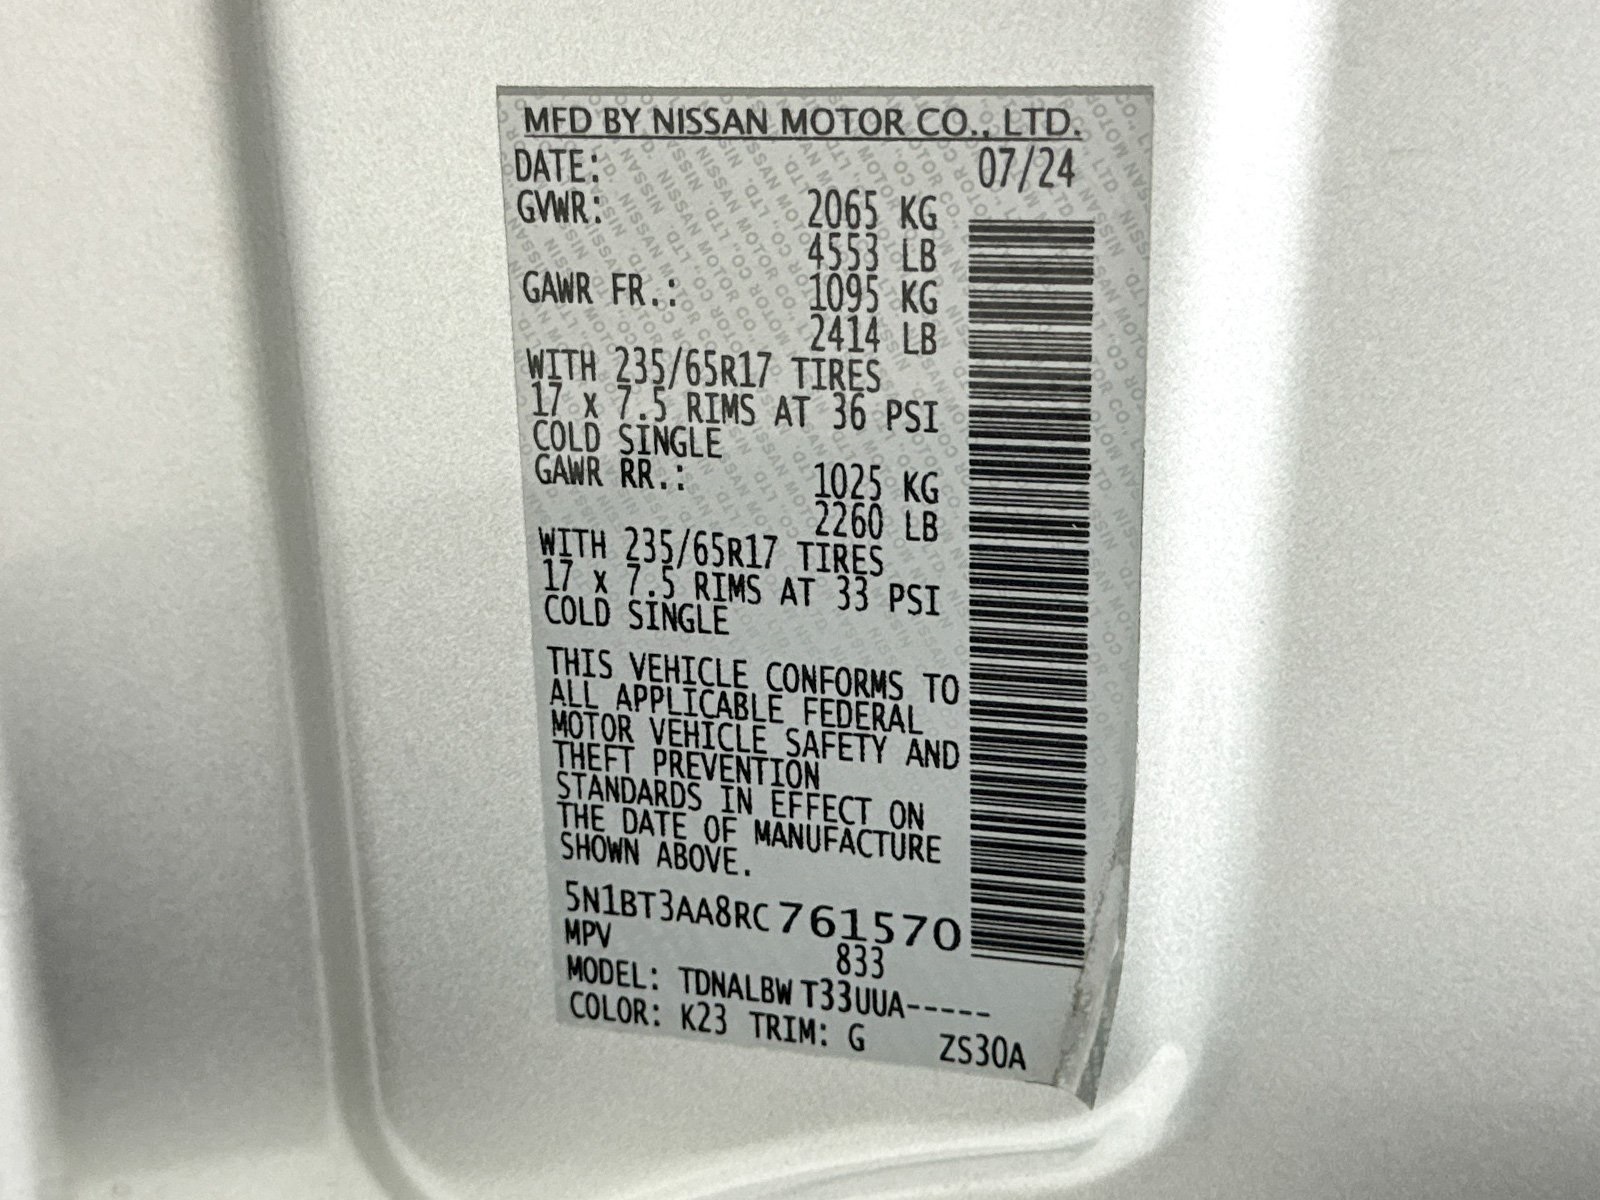 MFD BY NISSAN MOTOR CO., LTD.
DATE: 07/24
GVWR: 2065 KG
4553 LB
GAWR FR.: 1095 KG
2414 LB
WITH 235/65R17 TIRES
17 x 7.5 RIMS AT 36 PSI
COLD SINGLE
GAWR RR.: 1025 KG
2260 LB
WITH 235/65R17 TIRES
17 x 7.5 RIMS AT 33 PSI
COLD SINGLE
THIS VEHICLE CONFORMS TO
ALL APPLICABLE FEDERAL
MOTOR VEHICLE SAFETY AND
THEFT PREVENTION
STANDARDS IN EFFECT ON
THE DATE OF MANUFACTURE
SHOWN ABOVE.
5N1BT3AA8RC761570
MPV 833
MODEL: TDNALBW T33UUA-----
COLOR: K23 TRIM: G ZS30A